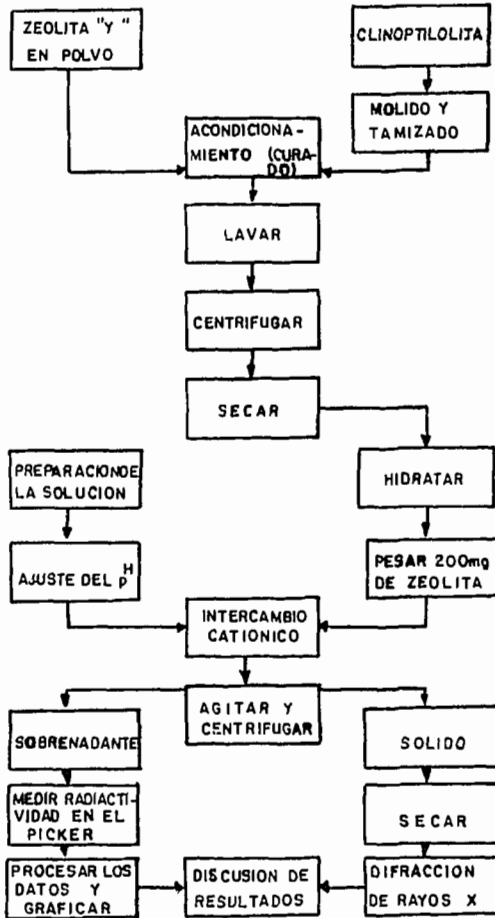 ZEOLITA "Y"
EN POLVO
CLINOPTILOLITA
MOLIDO Y
TAMIZADO
ACONDICIONA-
MIENTO (CURA-
DO)
LAVAR
CENTRIFUGAR
SECAR
PREPARACION DE
LA SOLUCION
HIDRATAR
AJUSTE DEL pH
PESAR 200mg
DE ZEOLITA
INTERCAMBIO
CATIONICO
AGITAR Y
CENTRIFUGAR
SOBRENADANTE
SOLIDO
MEDIR RADIACTI-
VIDAD EN EL
PICKER
SECAR
PROCESAR LOS
DATOS Y
GRAFICAR
DISCUSION DE
RESULTADOS
DIFRACCION
DE RAYOS X